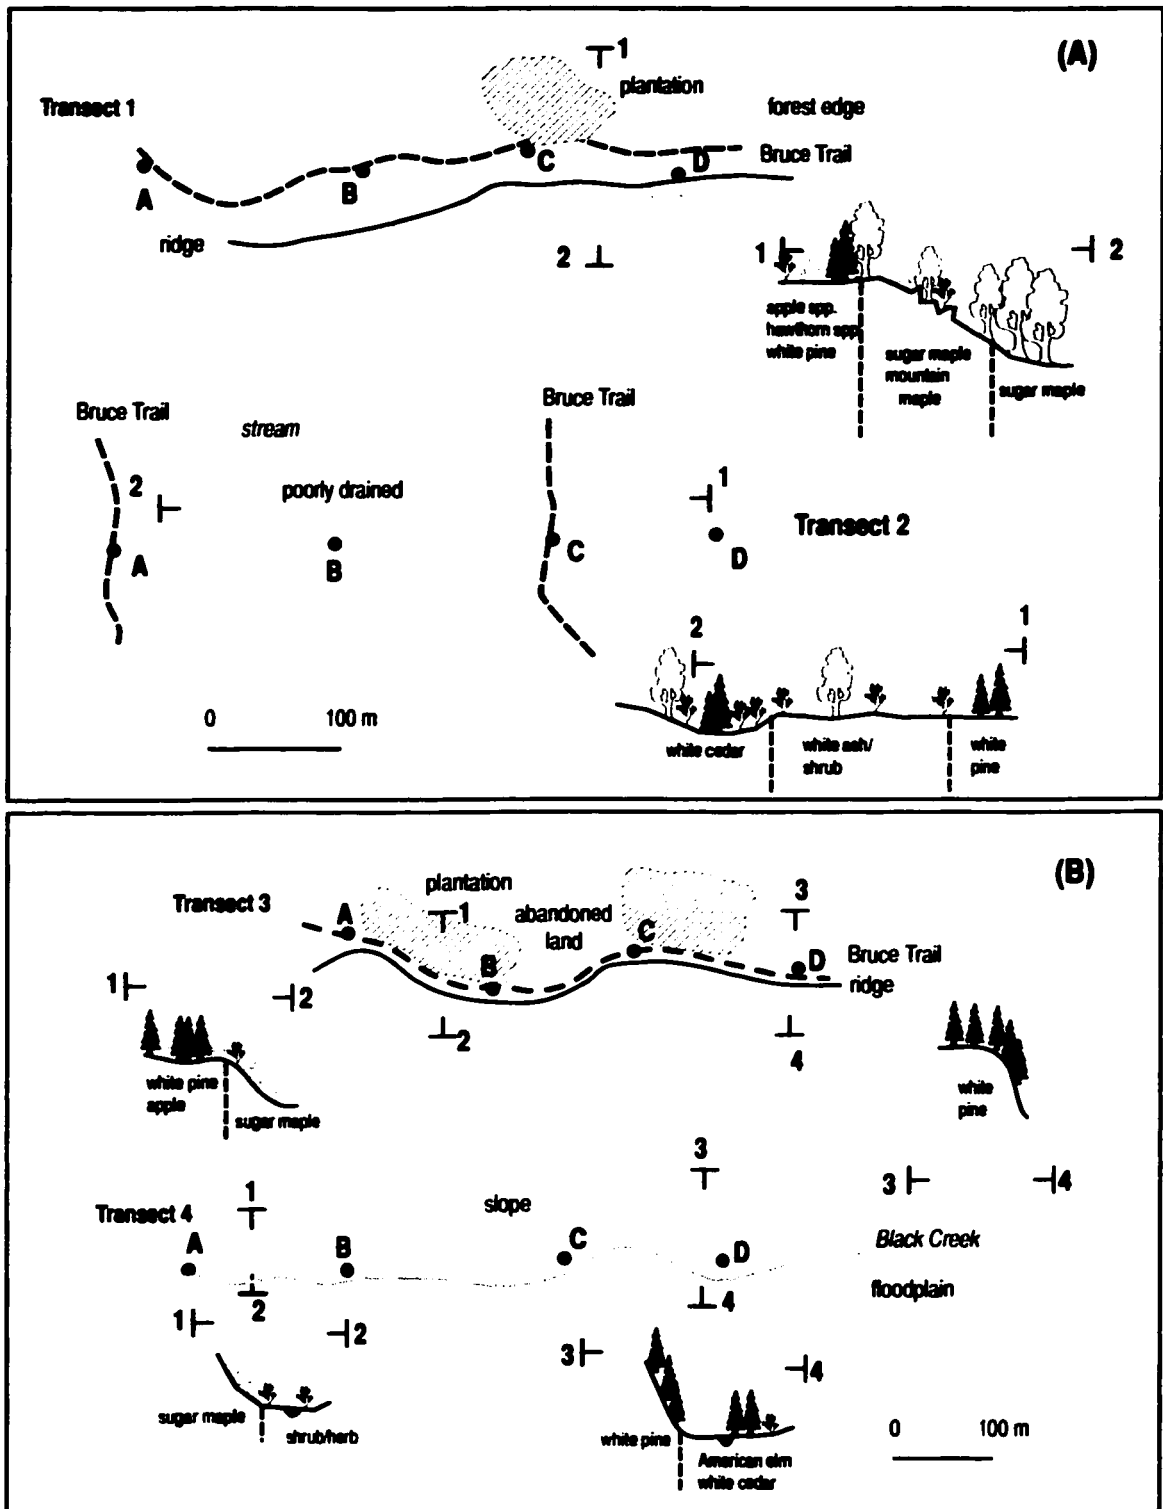 (A)
1
plantation
Transect 1
forest edge
Bruce Trail
A
B
C
D
ridge
2
1
2
apple spp.
hawthorn spp.
white pine
sugar maple
mountain
maple
sugar maple
Bruce Trail
stream
Bruce Trail
2
poorly drained
1
Transect 2
A
B
C
D
2
1
0 100 m
white cedar
white ash/
shrub
white
pine
(B)
Transect 3
plantation
1
abandoned
land
3
A
B
C
D
Bruce Trail
ridge
1
2
2
4
white pine
apple
sugar maple
white
pine
3
3
4
1
slope
Transect 4
A
B
C
D
Black Creek
floodplain
2
4
1
2
3
4
sugar maple
shrub/herb
white pine
American elm
white cedar
0 100 m